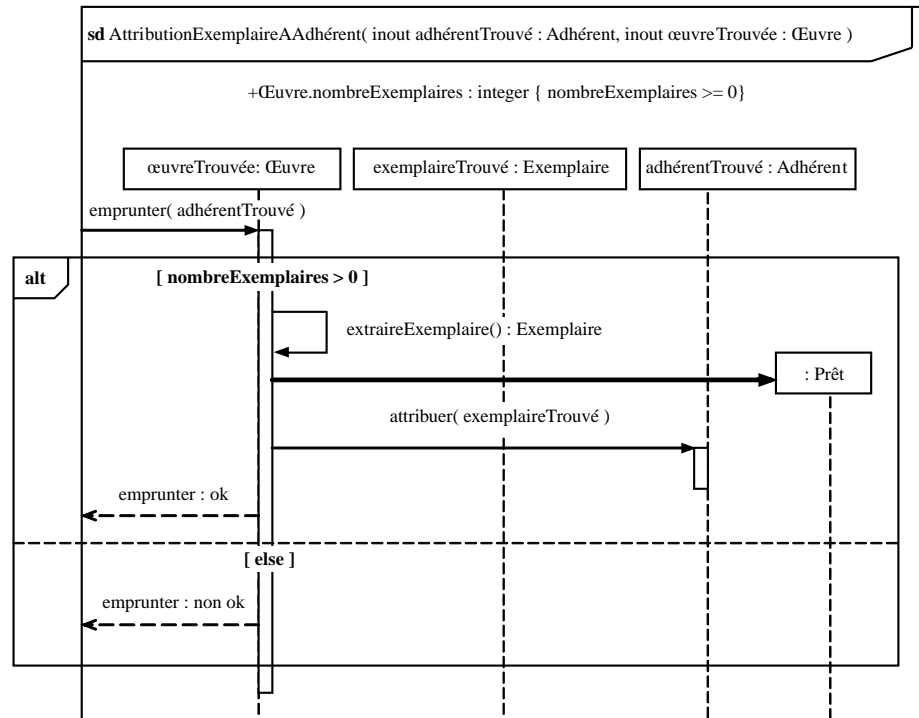 sd AttributionExemplaireAAdhérent( inout adhérentTrouvé : Adhérent, inout œuvreTrouvée : Œuvre )
+Œuvre.nombreExemplaires : integer { nombreExemplaires >= 0}
œuvreTrouvée: Œuvre
exemplaireTrouvé : Exemplaire
adhérentTrouvé : Adhérent
emprunter( adhérentTrouvé )
alt
[ nombreExemplaires > 0 ]
extraireExemplaire() : Exemplaire
: Prêt
attribuer( exemplaireTrouvé )
emprunter : ok
[ else ]
emprunter : non ok